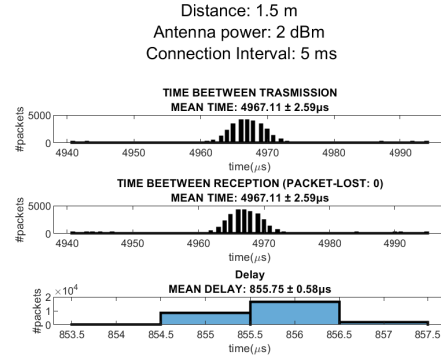 Distance: 1.5 m
Antenna power: 2 dBm
Connection Interval: 5 ms
TIME BEETWEEN TRASMISSION
MEAN TIME: 4967.11 ± 2.59μs
5000
0
#packets
4940 4950 4960 4970 4980 4990
time(μs)
TIME BEETWEEN RECEPTION (PACKET-LOST: 0)
MEAN TIME: 4967.11 ± 2.59μs
5000
0
#packets
4940 4950 4960 4970 4980 4990
time(μs)
Delay
MEAN DELAY: 855.75 ± 0.58μs
×10⁴
2
1
0
#packets
853.5 854 854.5 855 855.5 856 856.5 857 857.5
time(μs)